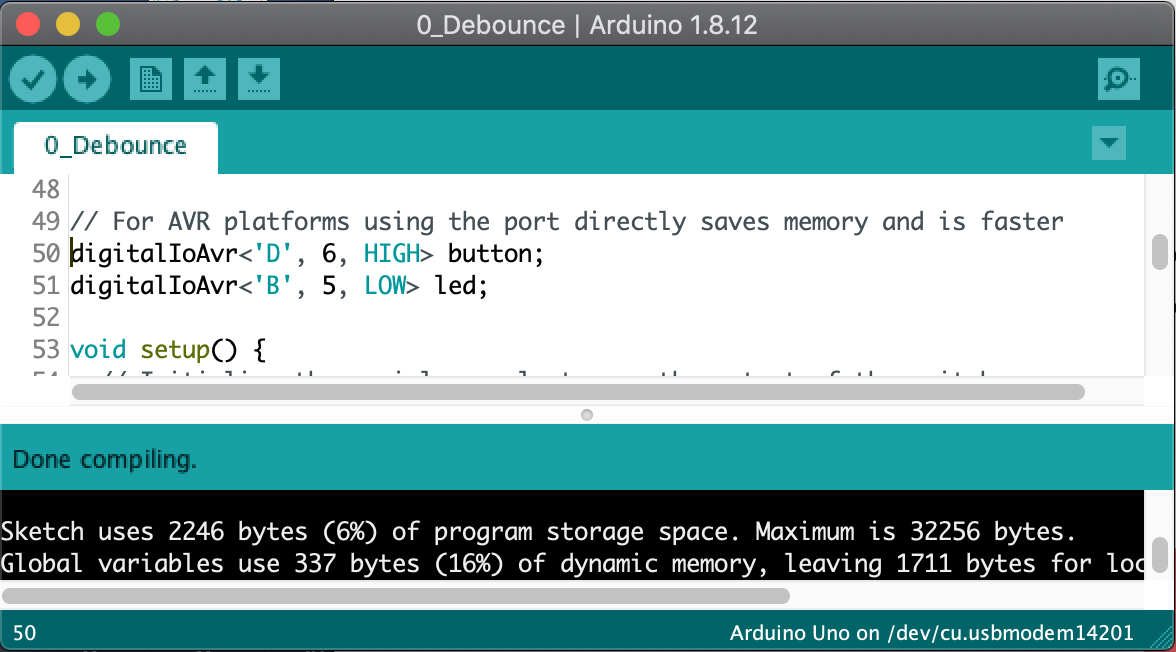 0_Debounce | Arduino 1.8.12
0_Debounce
48
49 // For AVR platforms using the port directly saves memory and is faster
50 digitalIoAvr<'D', 6, HIGH> button;
51 digitalIoAvr<'B', 5, LOW> led;
52
53 void setup() {
Done compiling.
Sketch uses 2246 bytes (6%) of program storage space. Maximum is 32256 bytes.
Global variables use 337 bytes (16%) of dynamic memory, leaving 1711 bytes for loc
50
Arduino Uno on /dev/cu.usbmodem14201